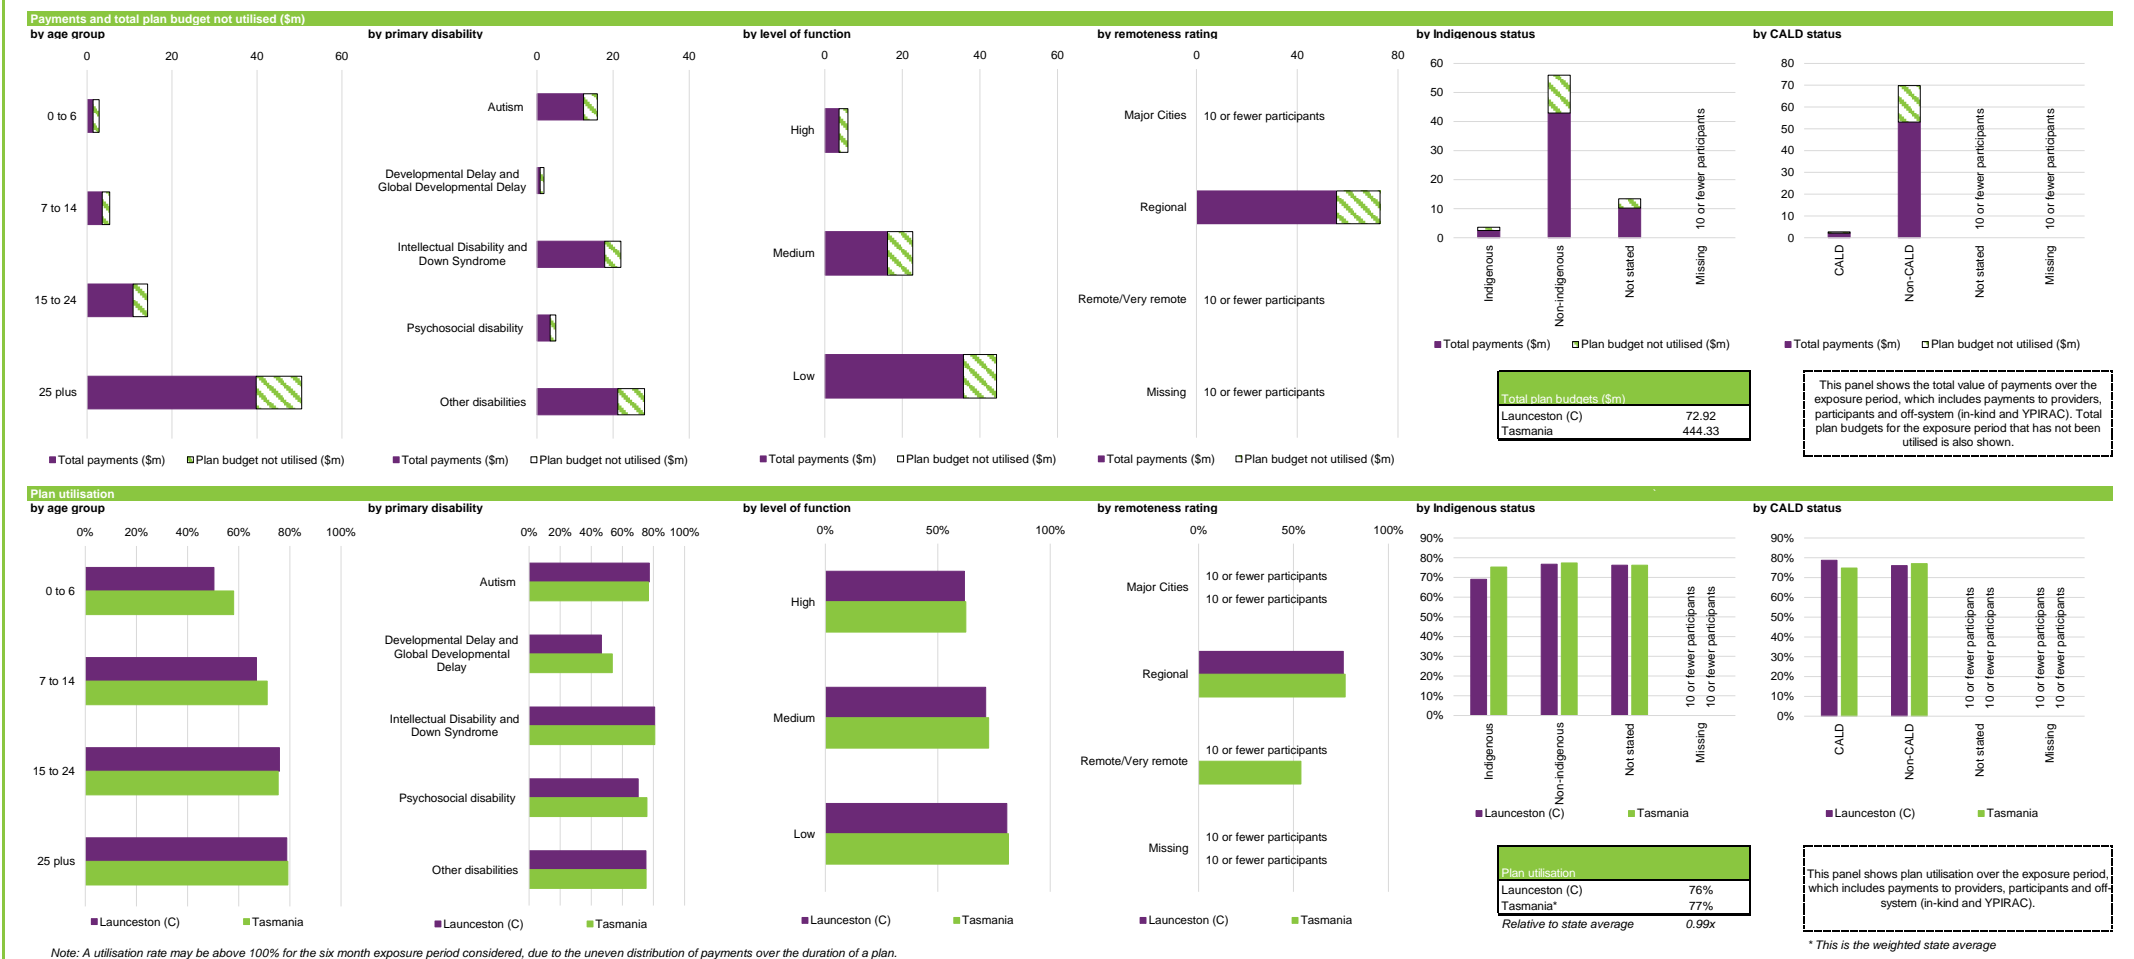 Payments and total plan budget not utilised ($m)
by age group
0 20 40 60
0 to 6
7 to 14
15 to 24
25 plus
Total payments ($m) Plan budget not utilised ($m)
by primary disability
0 20 40
Autism
Developmental Delay and
Global Developmental Delay
Intellectual Disability and
Down Syndrome
Psychosocial disability
Other disabilities
Total payments ($m) Plan budget not utilised ($m)
by level of function
0 20 40 60
High
Medium
Low
Total payments ($m) Plan budget not utilised ($m)
by remoteness rating
0 40 80
Major Cities 10 or fewer participants
Regional
Remote/Very remote 10 or fewer participants
Missing 10 or fewer participants
Total payments ($m) Plan budget not utilised ($m)
by Indigenous status
60
50
40
30
20
10
0
10 or fewer participants
Indigenous
Non-indigenous
Not stated
Missing
Total payments ($m) Plan budget not utilised ($m)
by CALD status
80
70
60
50
40
30
20
10
0
10 or fewer participants
10 or fewer participants
CALD
Non-CALD
Not stated
Missing
Total payments ($m) Plan budget not utilised ($m)
Total plan budgets ($m)
Launceston (C) 72.92
Tasmania 444.33
This panel shows the total value of payments over the
exposure period, which includes payments to providers,
participants and off-system (in-kind and YPIRAC). Total
plan budgets for the exposure period that has not been
utilised is also shown.
Plan utilisation
by age group
0% 20% 40% 60% 80% 100%
0 to 6
7 to 14
15 to 24
25 plus
Launceston (C) Tasmania
by primary disability
0% 20% 40% 60% 80% 100%
Autism
Developmental Delay and
Global Developmental
Delay
Intellectual Disability and
Down Syndrome
Psychosocial disability
Other disabilities
Launceston (C) Tasmania
by level of function
0% 50% 100%
High
Medium
Low
Launceston (C) Tasmania
by remoteness rating
0% 50% 100%
Major Cities
10 or fewer participants
10 or fewer participants
Regional
Remote/Very remote
10 or fewer participants
Missing
10 or fewer participants
10 or fewer participants
Launceston (C) Tasmania
by Indigenous status
90%
80%
70%
60%
50%
40%
30%
20%
10%
0%
10 or fewer participants
10 or fewer participants
Indigenous
Non-indigenous
Not stated
Missing
Launceston (C) Tasmania
by CALD status
90%
80%
70%
60%
50%
40%
30%
20%
10%
0%
10 or fewer participants
10 or fewer participants
10 or fewer participants
10 or fewer participants
CALD
Non-CALD
Not stated
Missing
Launceston (C) Tasmania
Plan utilisation
Launceston (C) 76%
Tasmania* 77%
Relative to state average 0.99x
This panel shows plan utilisation over the exposure period,
which includes payments to providers, participants and off-
system (in-kind and YPIRAC).
* This is the weighted state average
Note: A utilisation rate may be above 100% for the six month exposure period considered, due to the uneven distribution of payments over the duration of a plan.